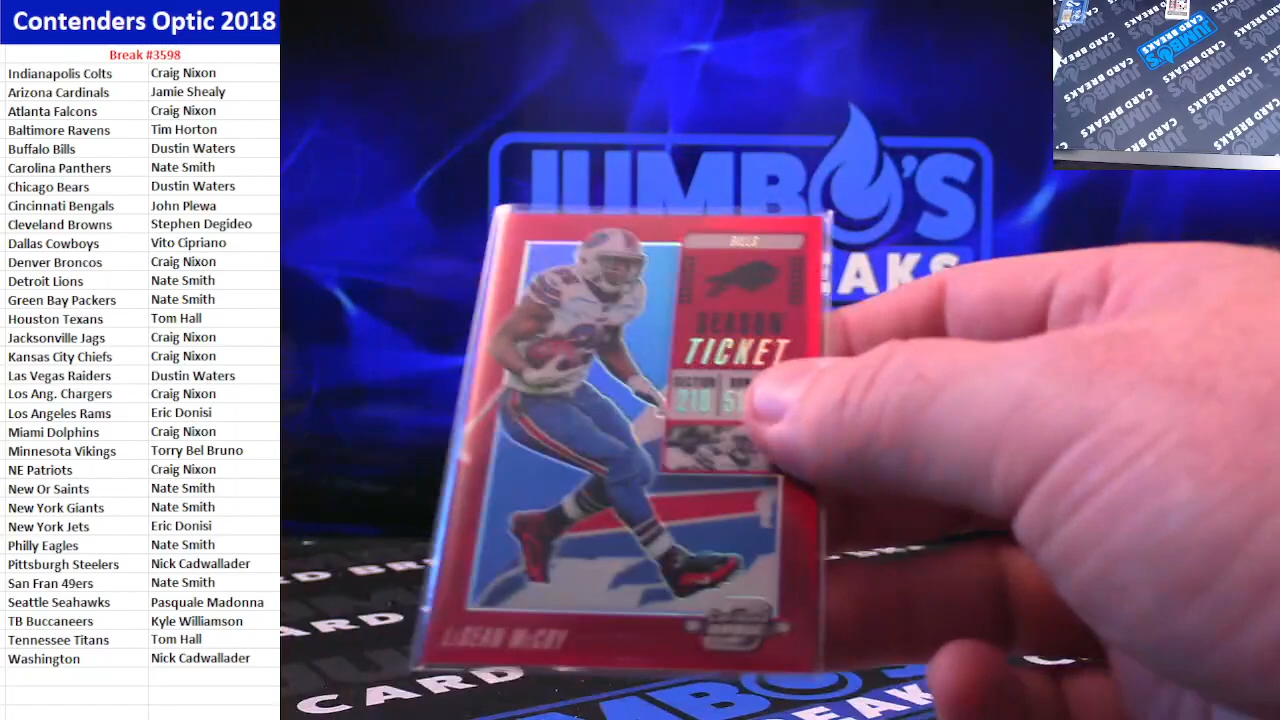 Contenders Optic 2018
Break #3598
Indianapolis Colts Craig Nixon
Arizona Cardinals Jamie Shealy
Atlanta Falcons Craig Nixon
Baltimore Ravens Tim Horton
Buffalo Bills Dustin Waters
Carolina Panthers Nate Smith
Chicago Bears Dustin Waters
Cincinnati Bengals John Plewa
Cleveland Browns Stephen Degideo
Dallas Cowboys Vito Cipriano
Denver Broncos Craig Nixon
Detroit Lions Nate Smith
Green Bay Packers Nate Smith
Houston Texans Tom Hall
Jacksonville Jags Craig Nixon
Kansas City Chiefs Craig Nixon
Las Vegas Raiders Dustin Waters
Los Ang. Chargers Craig Nixon
Los Angeles Rams Eric Donisi
Miami Dolphins Craig Nixon
Minnesota Vikings Torry Bel Bruno
NE Patriots Craig Nixon
New Or Saints Nate Smith
New York Giants Nate Smith
New York Jets Eric Donisi
Philly Eagles Nate Smith
Pittsburgh Steelers Nick Cadwallader
San Fran 49ers Nate Smith
Seattle Seahawks Pasquale Madonna
TB Buccaneers Kyle Williamson
Tennessee Titans Tom Hall
Washington Nick Cadwallader
JUMBO'S
EAKS
BILLS
SEASON
TICKET
SECTION
210
LeSEAN McCOY
CARD
JUMBO'S
CARD BREAKS